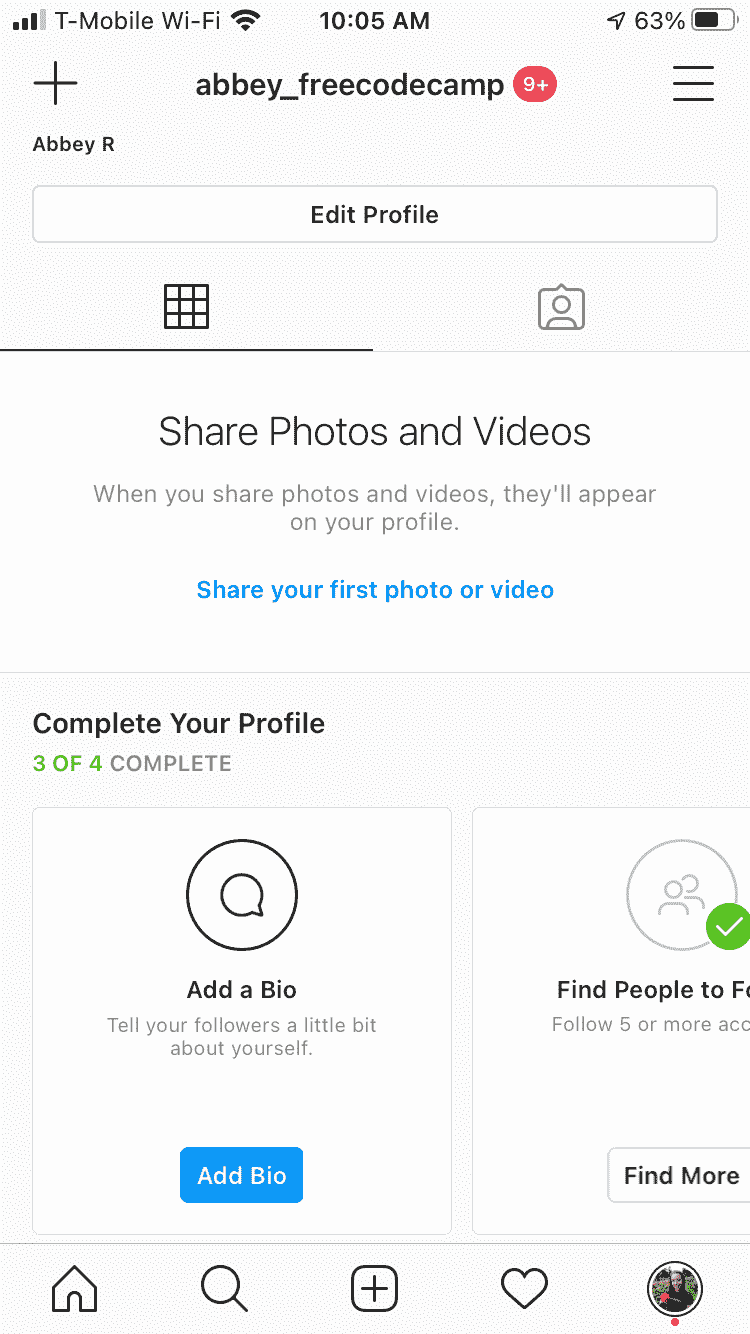 T-Mobile Wi-Fi 10:05 AM 63%
abbey_freecodecamp 9+
Abbey R
Edit Profile
Share Photos and Videos
When you share photos and videos, they'll appear
on your profile.
Share your first photo or video
Complete Your Profile
3 OF 4 COMPLETE
Add a Bio
Tell your followers a little bit
about yourself.
Add Bio
Find People to Fo
Follow 5 or more acc
Find More